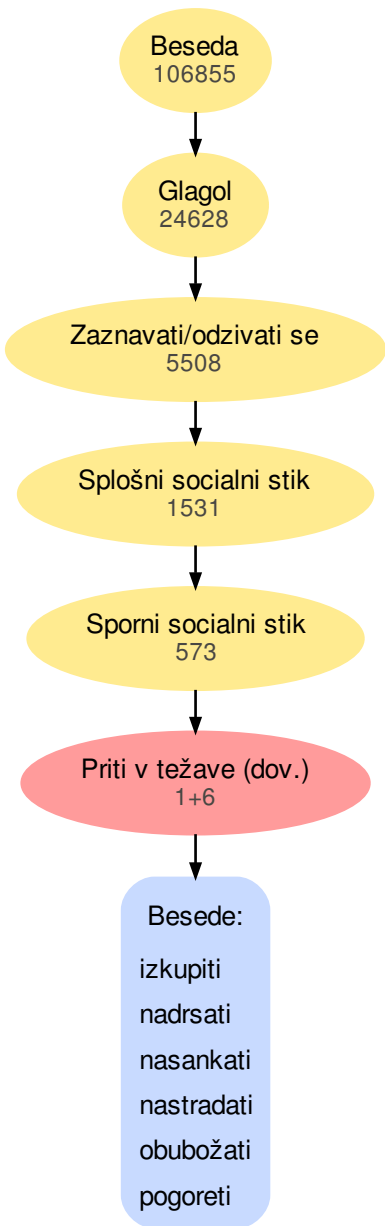 Beseda
106855
Glagol
24628
Zaznavati/odzivati se
5508
Splošni socialni stik
1531
Sporni socialni stik
573
Priti v težave (dov.)
1+6
Besede:
izkupiti
nadrsati
nasankati
nastradati
obubožati
pogoreti